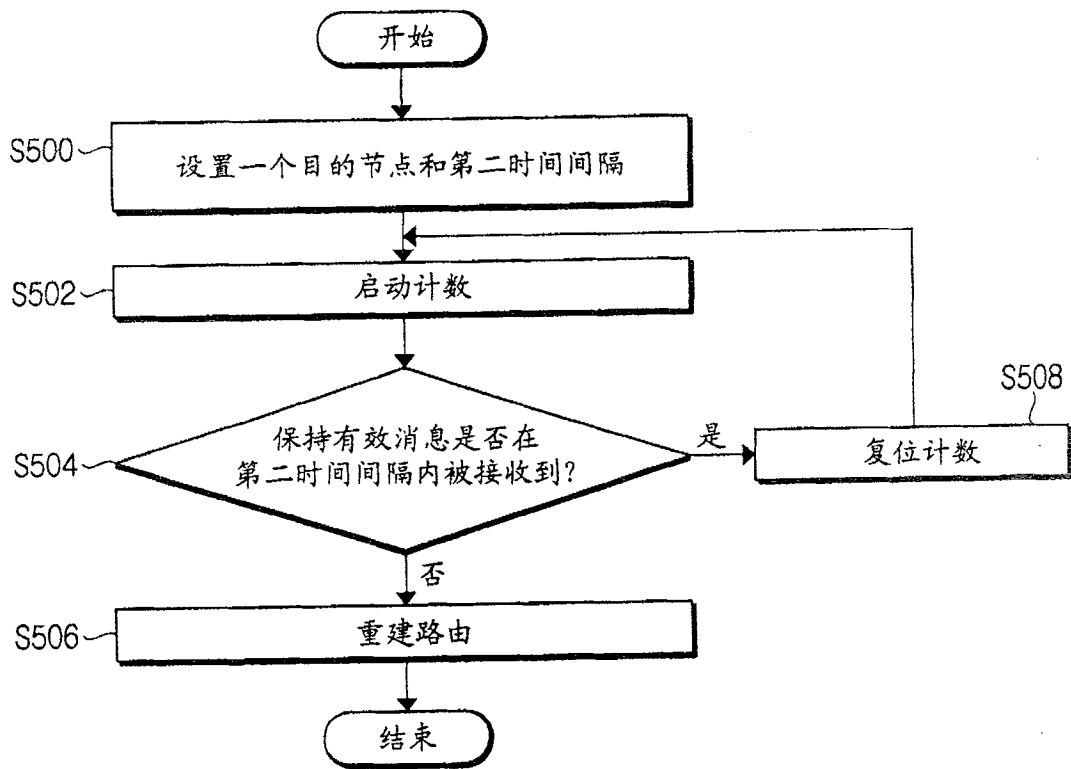 开始
S500
设置一个目的节点和第二时间间隔
S502
启动计数
S504
保持有效消息是否在
第二时间间隔内被接收到?
是
S508
复位计数
否
S506
重建路由
结束